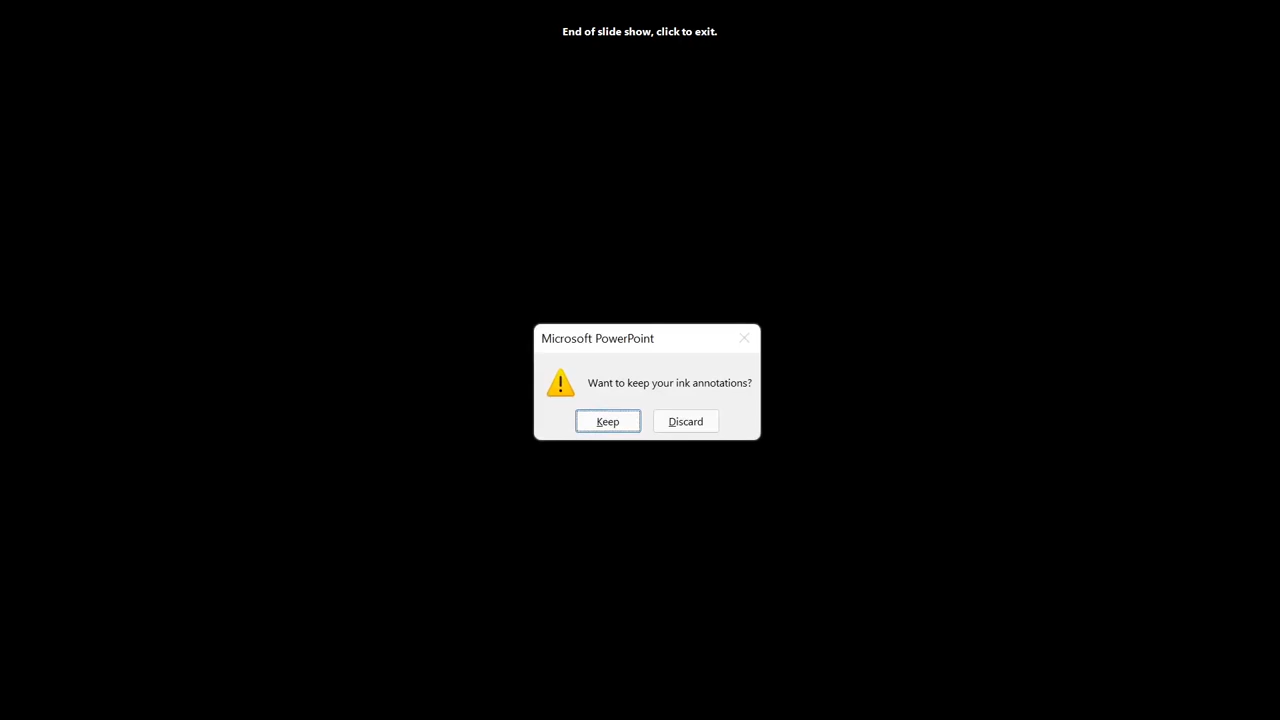 End of slide show, click to exit.
Microsoft PowerPoint
Want to keep your ink annotations?
Keep
Discard